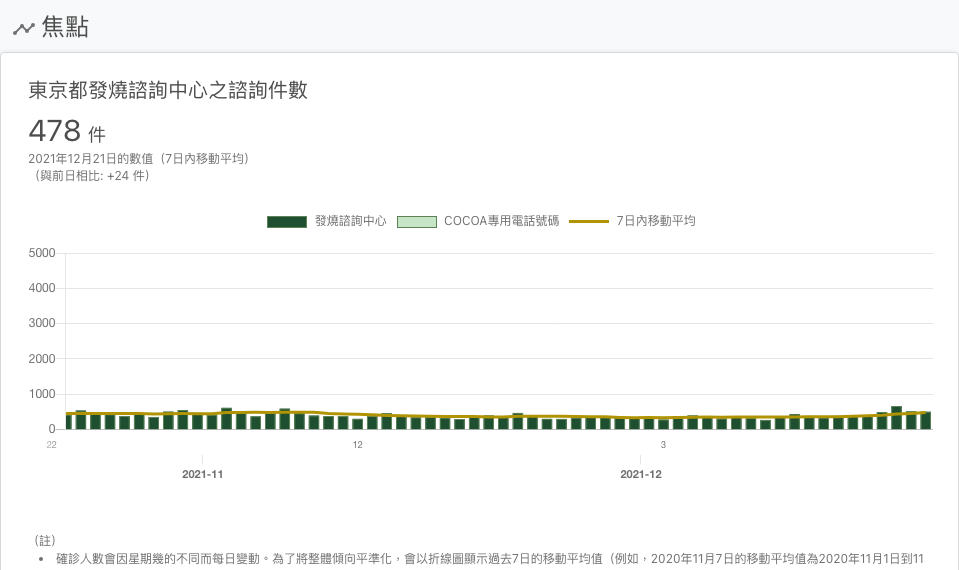 焦點
東京都發燒諮詢中心之諮詢件數
478 件
2021年12月21日的數值（7日內移動平均）
（與前日相比: +24 件）
發燒諮詢中心 COCOA專用電話號碼 7日內移動平均
5000
4000
3000
2000
1000
0
22 12 3
2021-11 2021-12
（註）
• 確診人數會因星期幾的不同而每日變動。為了將整體傾向平準化，會以折線圖顯示過去7日的移動平均值（例如，2020年11月7日的移動平均值為2020年11月1日到11